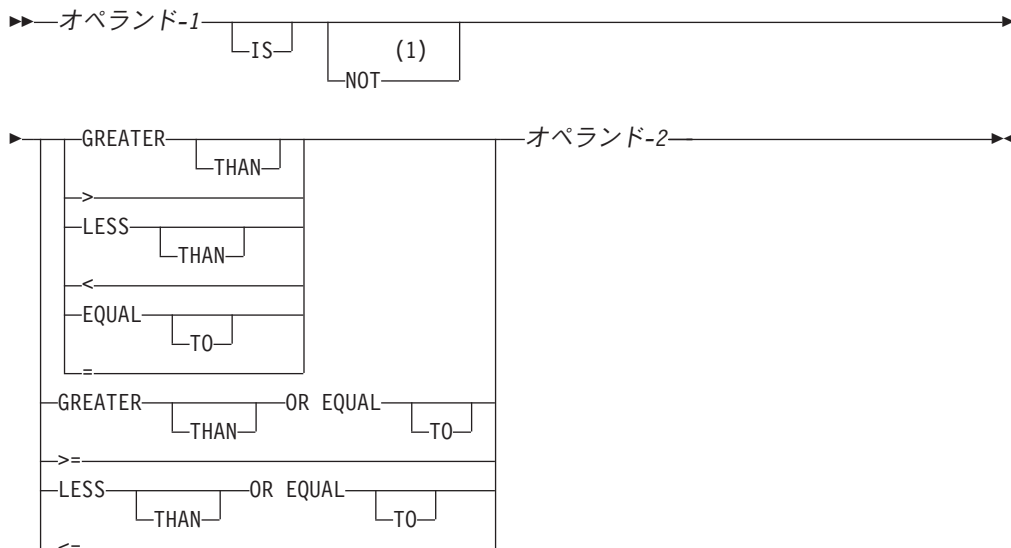 オペランド-1
IS
(1)
NOT
GREATER
THAN
オペランド-2
>
LESS
THAN
<
EQUAL
TO
=
GREATER
THAN
OR EQUAL
TO
>=
LESS
THAN
OR EQUAL
TO
<=